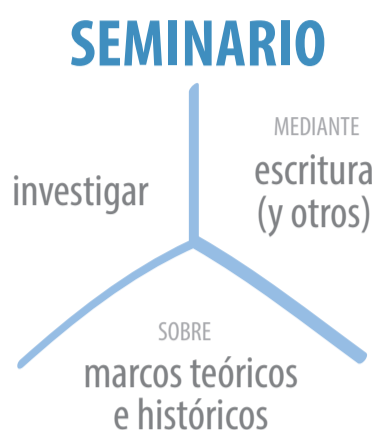 SEMINARIO
investigar
MEDIANTE
escritura
(y otros)
SOBRE
marcos teóricos
e históricos